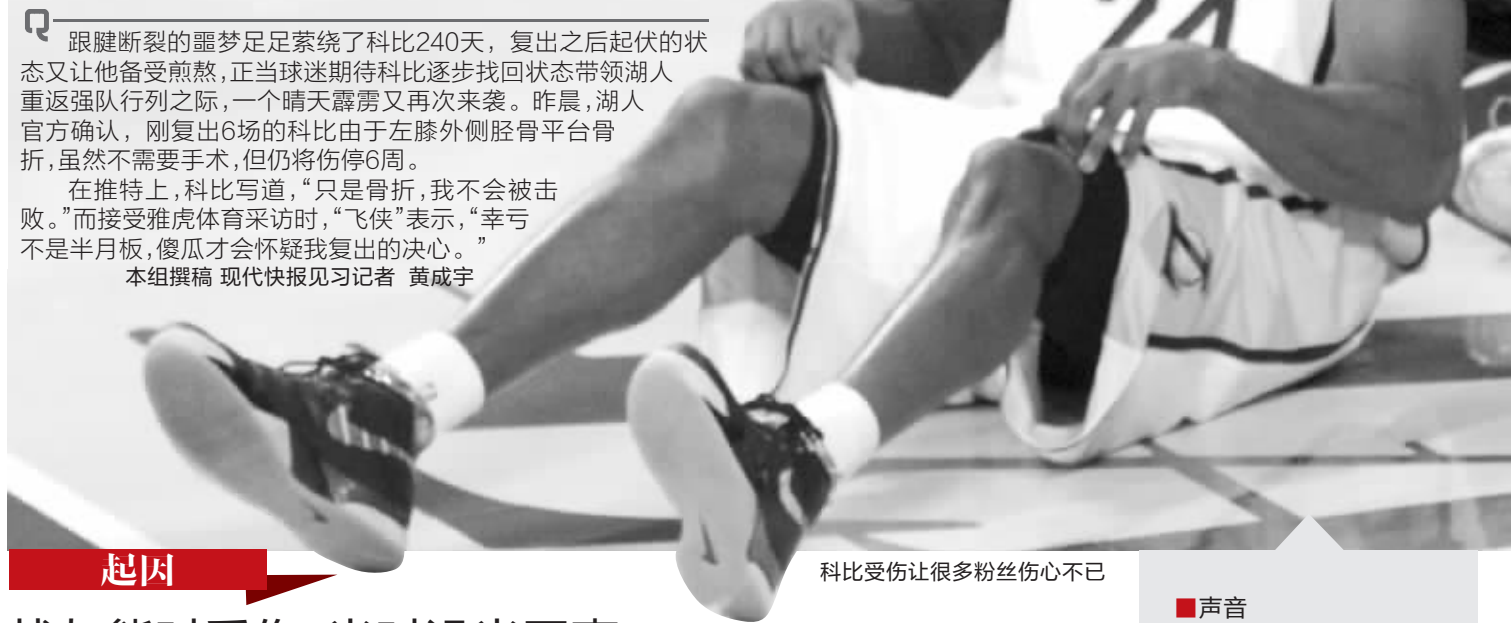 跟腱断裂的噩梦足足萦绕了科比240天，复出之后起伏的状
态又让他备受煎熬，正当球迷期待科比逐步找回状态带领湖人
重返强队行列之际，一个晴天霹雳又再次来袭。昨晨，湖人
官方确认，刚复出6场的科比由于左膝外侧胫骨平台骨
折，虽然不需要手术，但仍将伤停6周。
在推特上，科比写道，“只是骨折，我不会被击
败。”而接受雅虎体育采访时，“飞侠”表示，“幸亏
不是半月板，傻瓜才会怀疑我复出的决心。”
本组撰稿 现代快报见习记者 黄成宇
24
起因
科比受伤让很多粉丝伤心不已
■声音